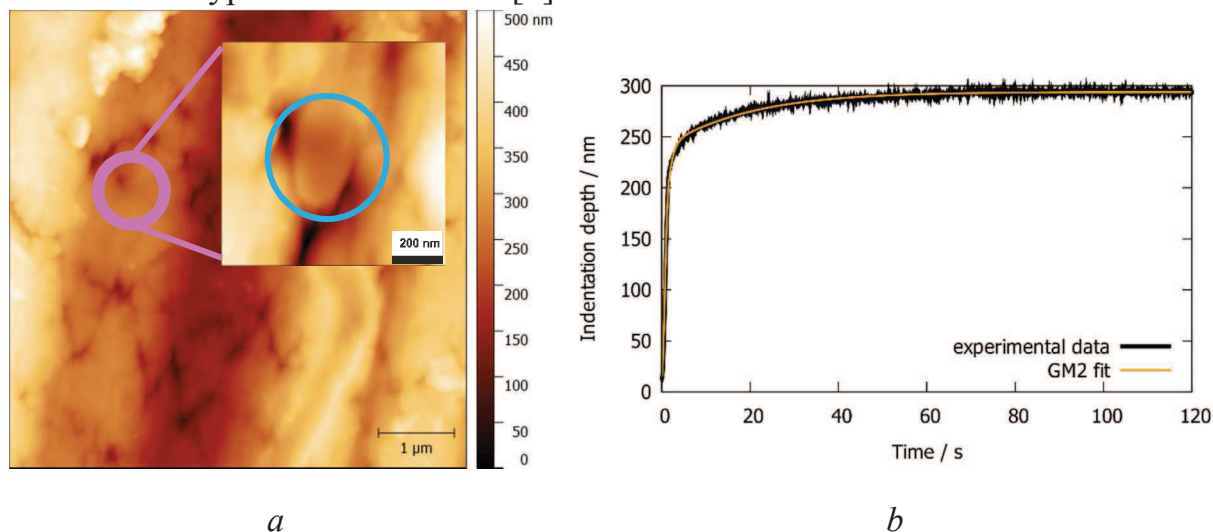 500 nm
450
400
350
300
250
200
150
100
50
0
200 nm
1 µm
300
250
200
150
100
50
0
0 20 40 60 80 100 120
Indentation depth / nm
Time / s
experimental data
GM2 fit
a
b